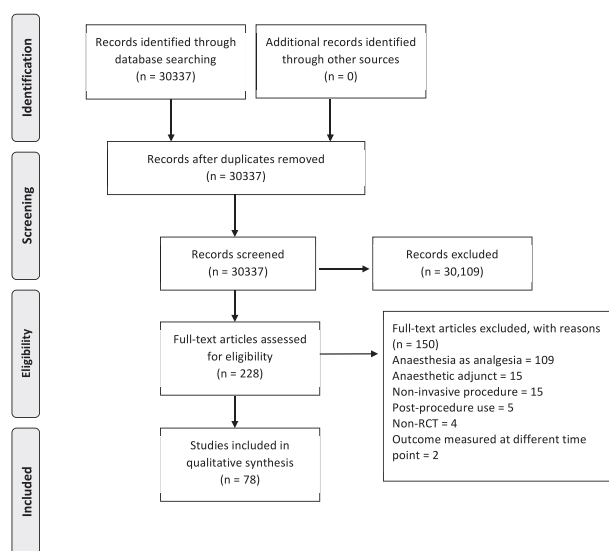 Identification
Records identified through
database searching
(n = 30337)
Additional records identified
through other sources
(n = 0)
Records after duplicates removed
(n = 30337)
Screening
Records screened
(n = 30337)
Records excluded
(n = 30,109)
Eligibility
Full-text articles assessed
for eligibility
(n = 228)
Full-text articles excluded, with reasons
(n = 150)
Anaesthesia as analgesia = 109
Anaesthetic adjunct = 15
Non-invasive procedure = 15
Post-procedure use = 5
Non-RCT = 4
Outcome measured at different time
point = 2
Included
Studies included in
qualitative synthesis
(n = 78)